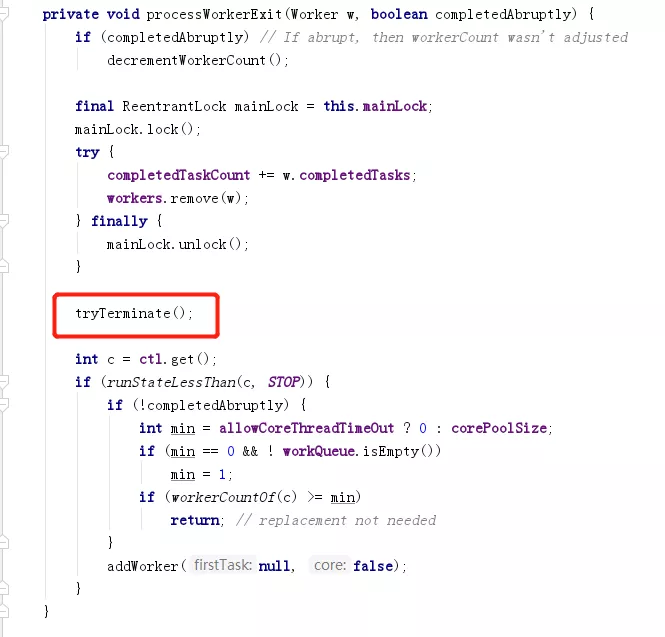 private void processWorkerExit(Worker w, boolean completedAbruptly) {
if (completedAbruptly) // If abrupt, then workerCount wasn't adjusted
decrementWorkerCount();
final ReentrantLock mainLock = this.mainLock;
mainLock.lock();
try {
completedTaskCount += w.completedTasks;
workers.remove(w);
} finally {
mainLock.unlock();
}
tryTerminate();
int c = ctl.get();
if (runStateLessThan(c, STOP)) {
if (!completedAbruptly) {
int min = allowCoreThreadTimeOut ? 0 : corePoolSize;
if (min == 0 && ! workQueue.isEmpty())
min = 1;
if (workerCountOf(c) >= min)
return; // replacement not needed
}
addWorker( firstTask: null, core: false);
}
}